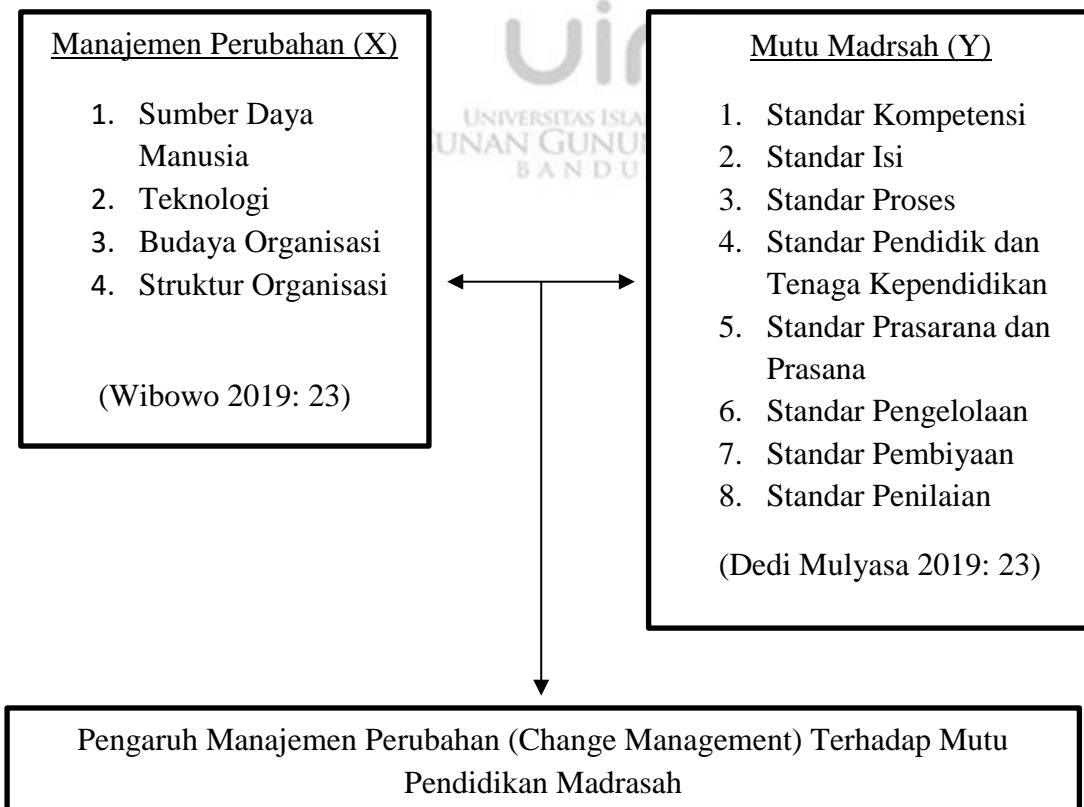 Manajemen Perubahan (X)
1. Sumber Daya
Manusia
2. Teknologi
3. Budaya Organisasi
4. Struktur Organisasi
(Wibowo 2019: 23)
UNIVERSITAS
BANDU
Mutu Madrsah (Y)
1. Standar Kompetensi
2. Standar Isi
3. Standar Proses
4. Standar Pendidik dan
Tenaga Kependidikan
5. Standar Prasarana dan
Prasana
6. Standar Pengelolaan
7. Standar Pembiyaan
8. Standar Penilaian
(Dedi Mulyasa 2019: 23)
Pengaruh Manajemen Perubahan (Change Management) Terhadap Mutu
Pendidikan Madrasah